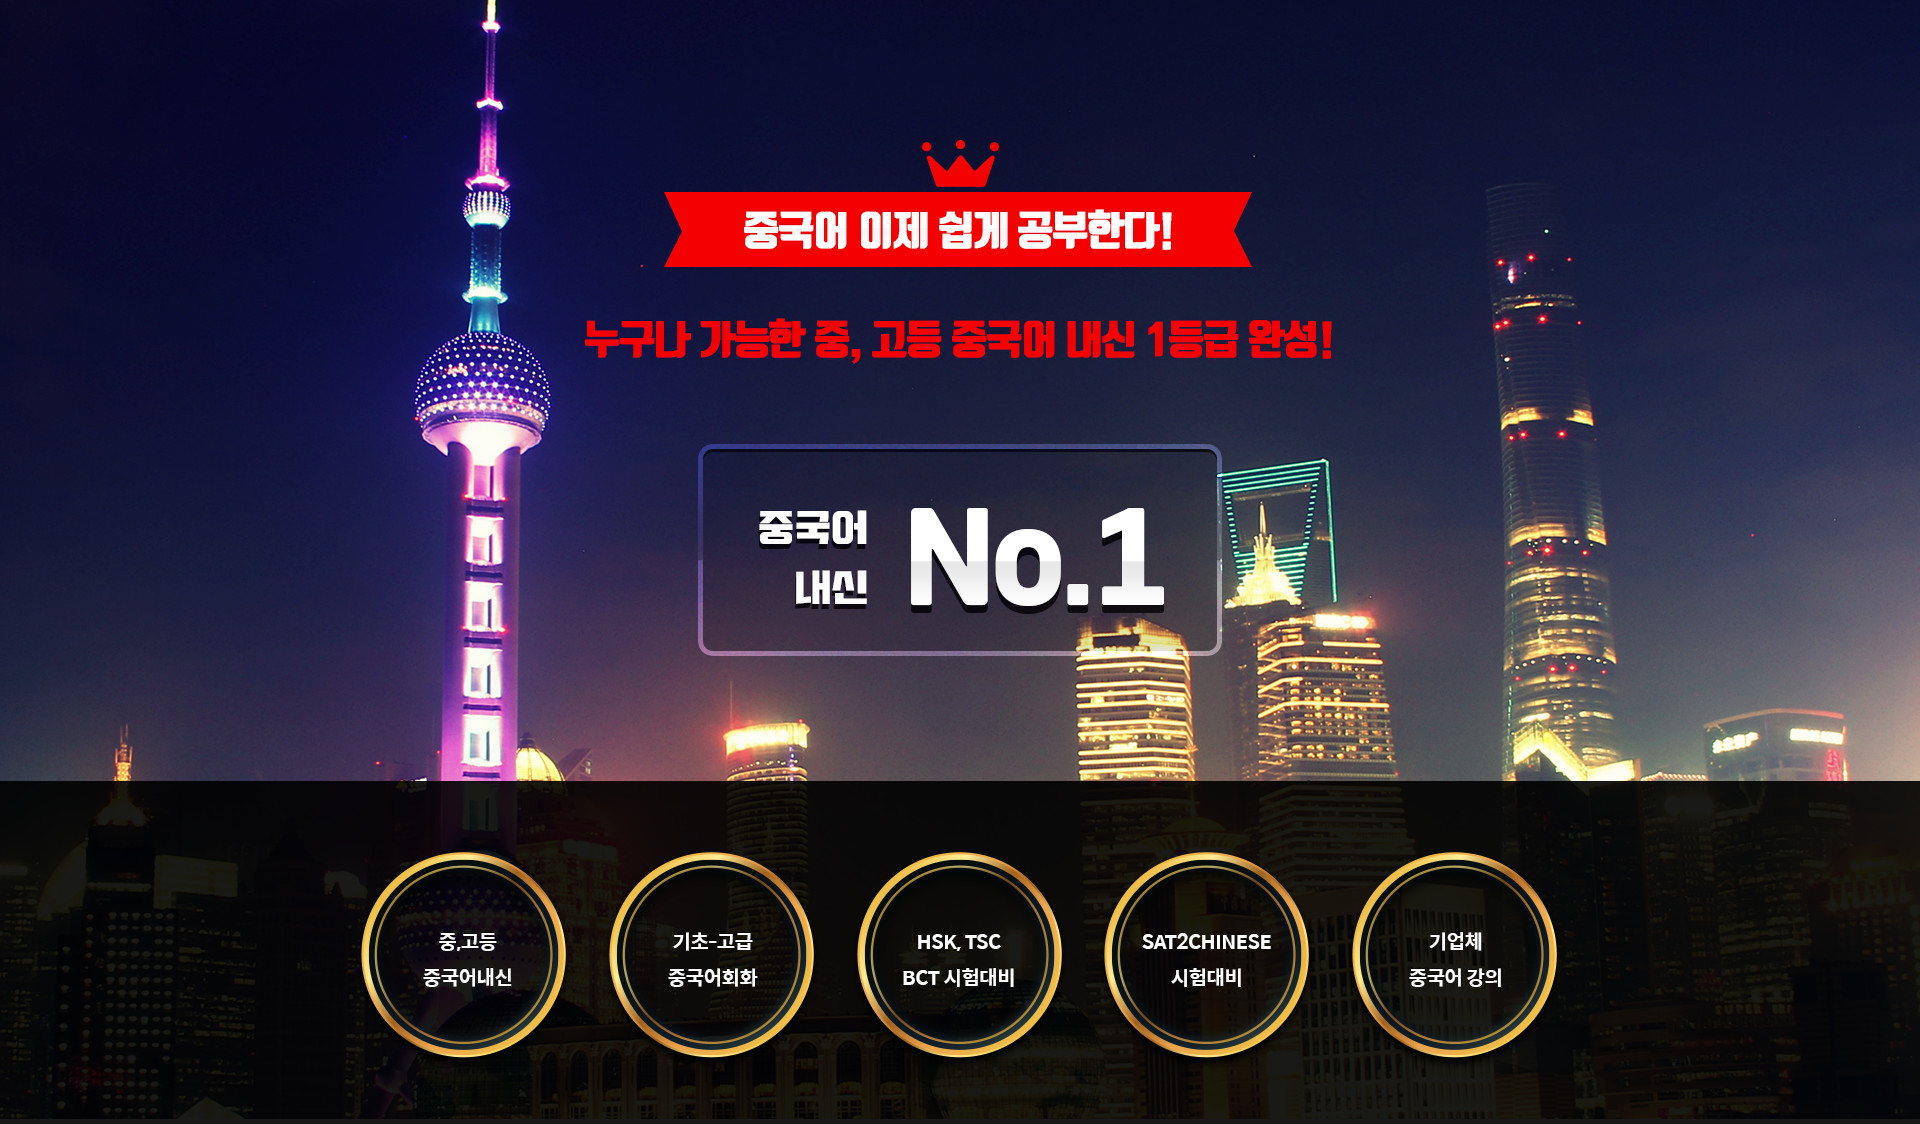 중국어 이제 쉽게 공부한다!
누구나 가능한 중, 고등 중국어 내신 1등급 완성!
중국어
내신
No.1
중,고등
중국어내신
기초-고급
중국어회화
HSK, TSC
BCT 시험대비
SAT2CHINESE
시험대비
기업체
중국어 강의